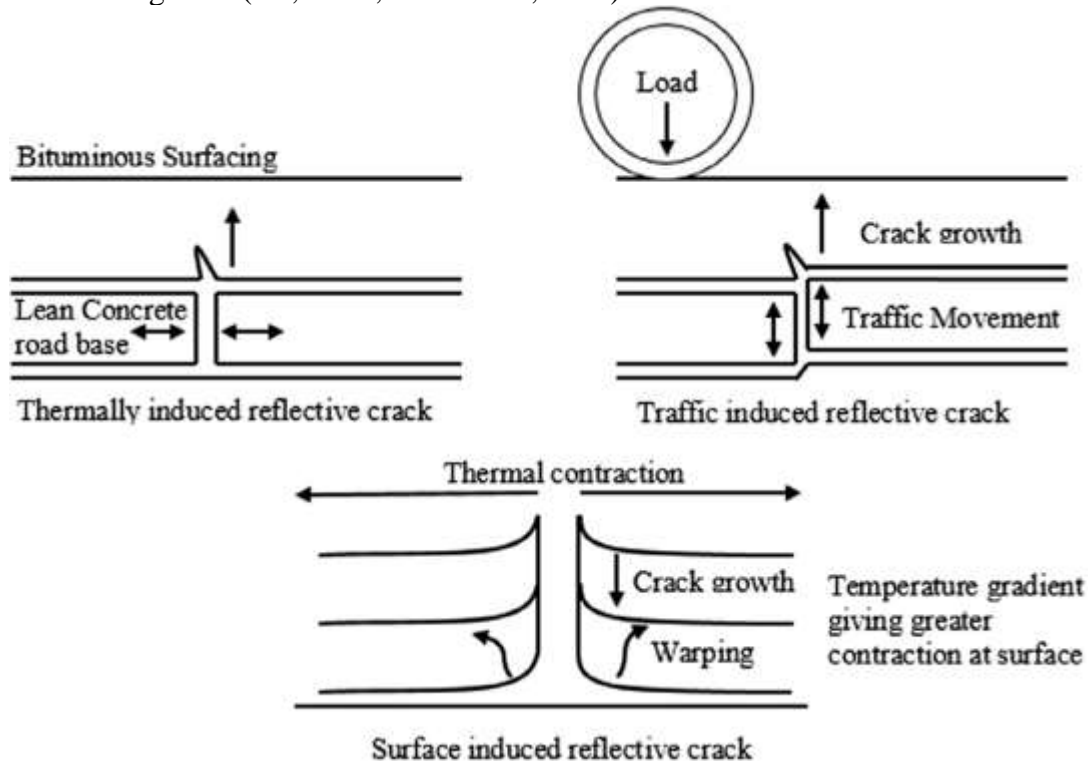 Load
Bituminous Surfacing
Crack growth
Lean Concrete
road base
Traffic Movement
Thermally induced reflective crack
Traffic induced reflective crack
Thermal contraction
Crack growth
Warping
Temperature gradient
giving greater
contraction at surface
Surface induced reflective crack